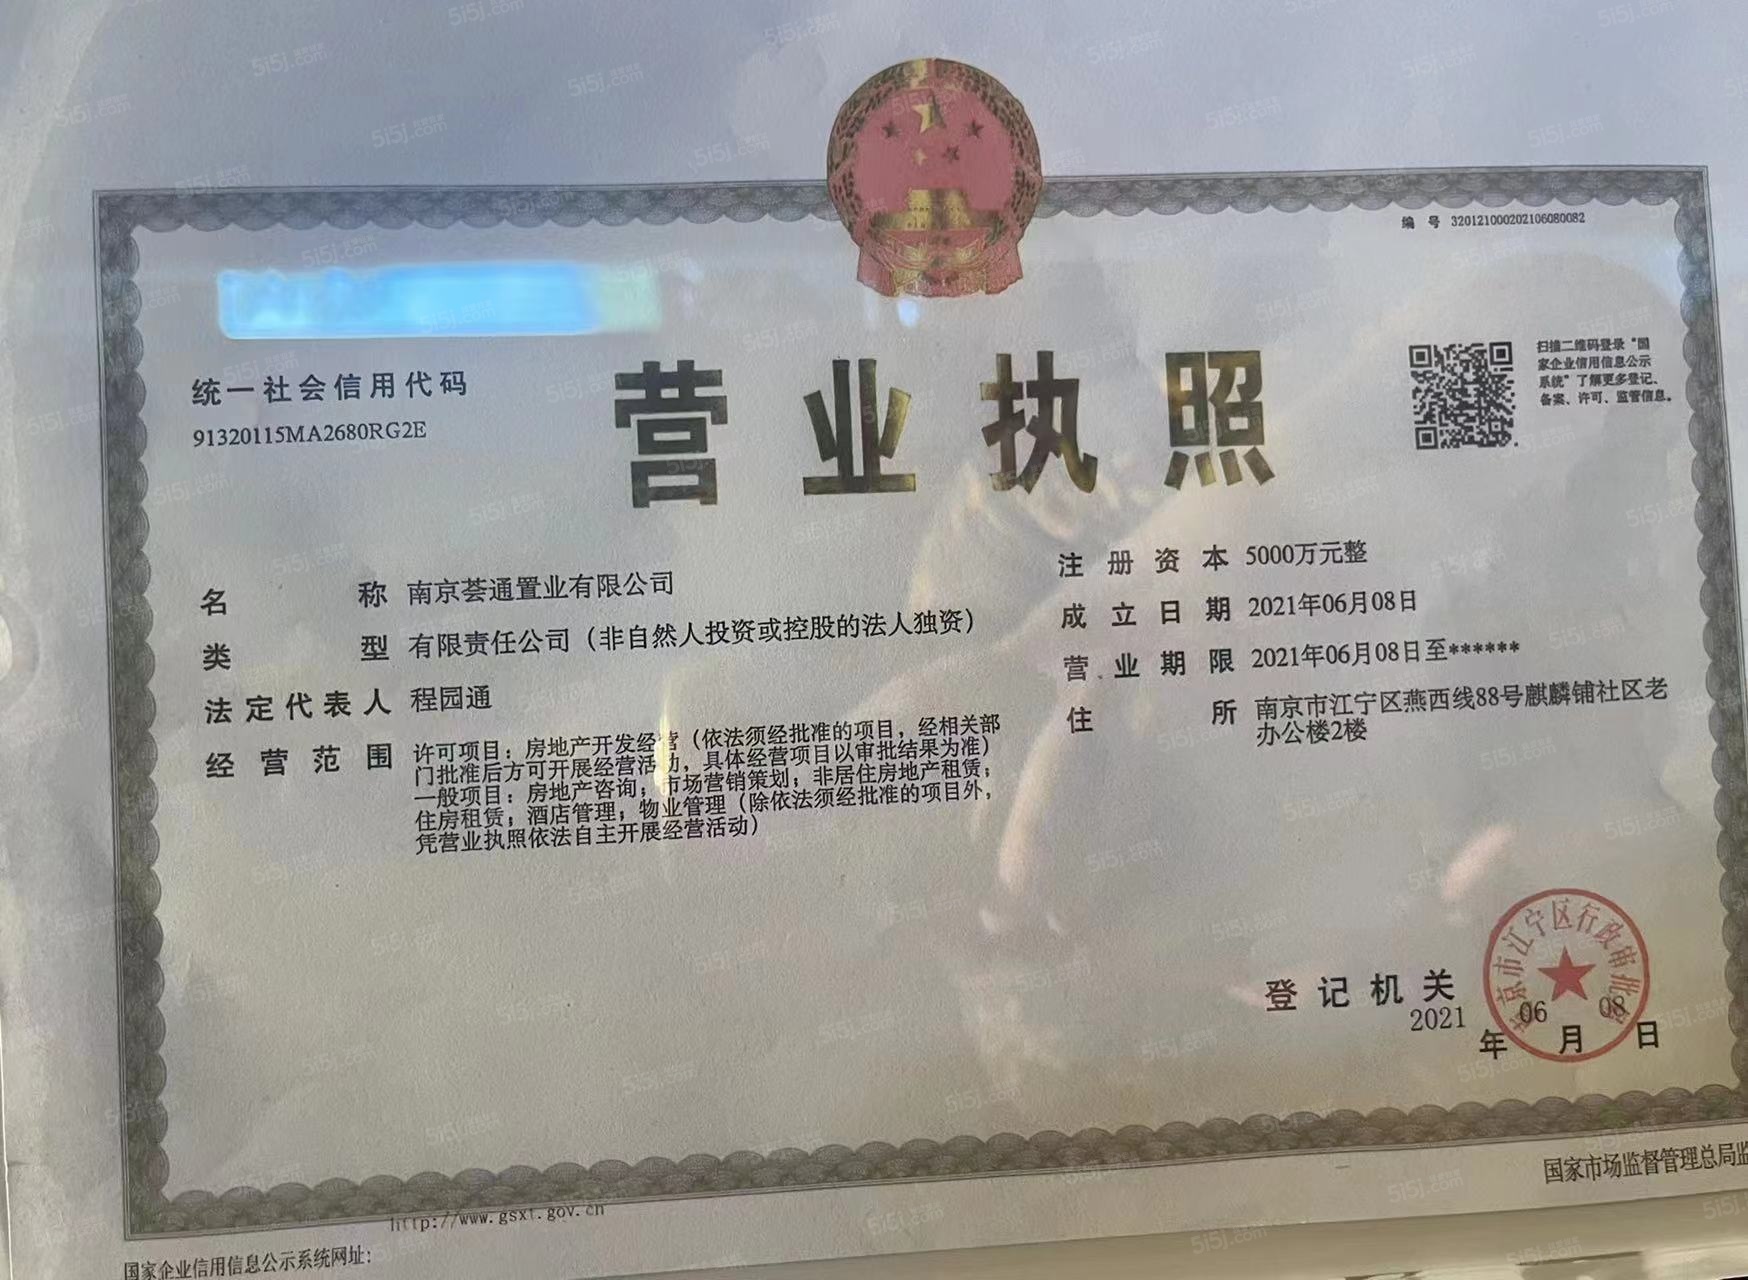 编 号 320121000202106080082
统一社会信用代码
91320115MA2680RG2E
营业执照
扫描二维码登录“国
家企业信用信息公示
系统”了解更多登记、
备案、许可、监管信息。
名 称 南京荟通置业有限公司
类 型 有限责任公司（非自然人投资或控股的法人独资）
法定代表人 程园通
经营范围 许可项目：房地产开发经营（依法须经批准的项目，经相关部
门批准后方可开展经营活动，具体经营项目以审批结果为准）
一般项目：房地产咨询；市场营销策划；非居住房地产租赁；
住房租赁；酒店管理；物业管理（除依法须经批准的项目外，
凭营业执照依法自主开展经营活动）
注册资本 5000万元整
成立日期 2021年06月08日
营业期限 2021年06月08日至******
住 所 南京市江宁区燕西线88号麒麟铺社区老
办公楼2楼
登记机关
南京市江宁区行政审批局
2021年06月08日
http://www.gsxt.gov.cn
国家企业信用信息公示系统网址：
国家市场监督管理总局监
5i5j.com